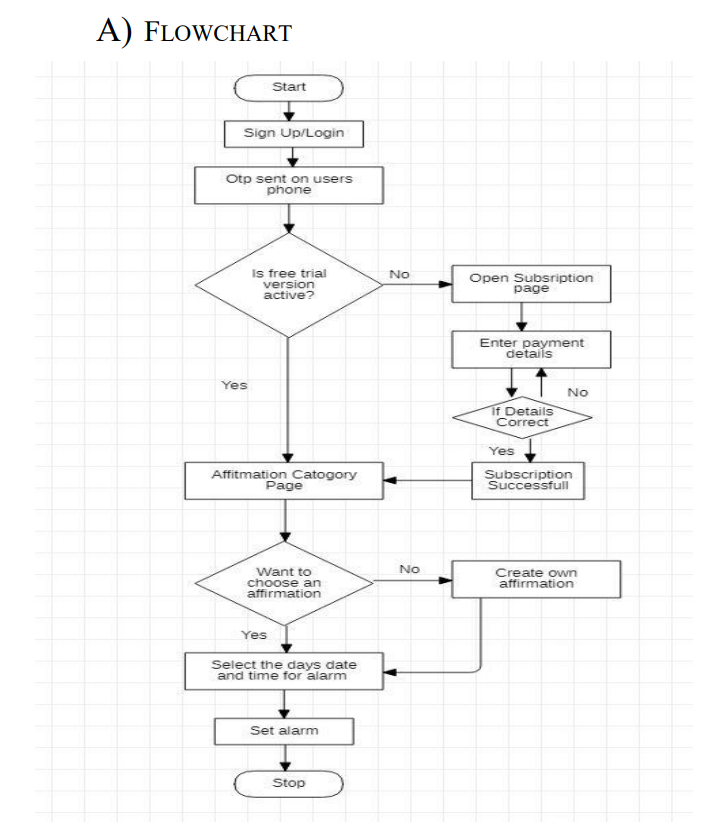 A) FLOWCHART
Start
Sign Up/Login
Otp sent on users
phone
Is free trial
version
active?
No
Open Subsription
page
Enter payment
details
Yes
No
If Details
Correct
Yes
Affitmation Catogory
Page
Subscription
Successfull
Want to
choose an
affirmation
No
Create own
affirmation
Yes
Select the days date
and time for alarm
Set alarm
Stop